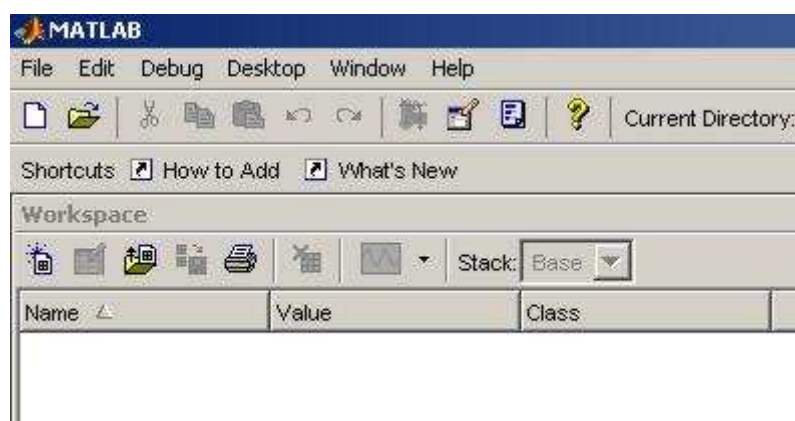 MATLAB
File Edit Debug Desktop Window Help
Current Directory:
Shortcuts How to Add What's New
Workspace
Stack: Base
Name Value Class